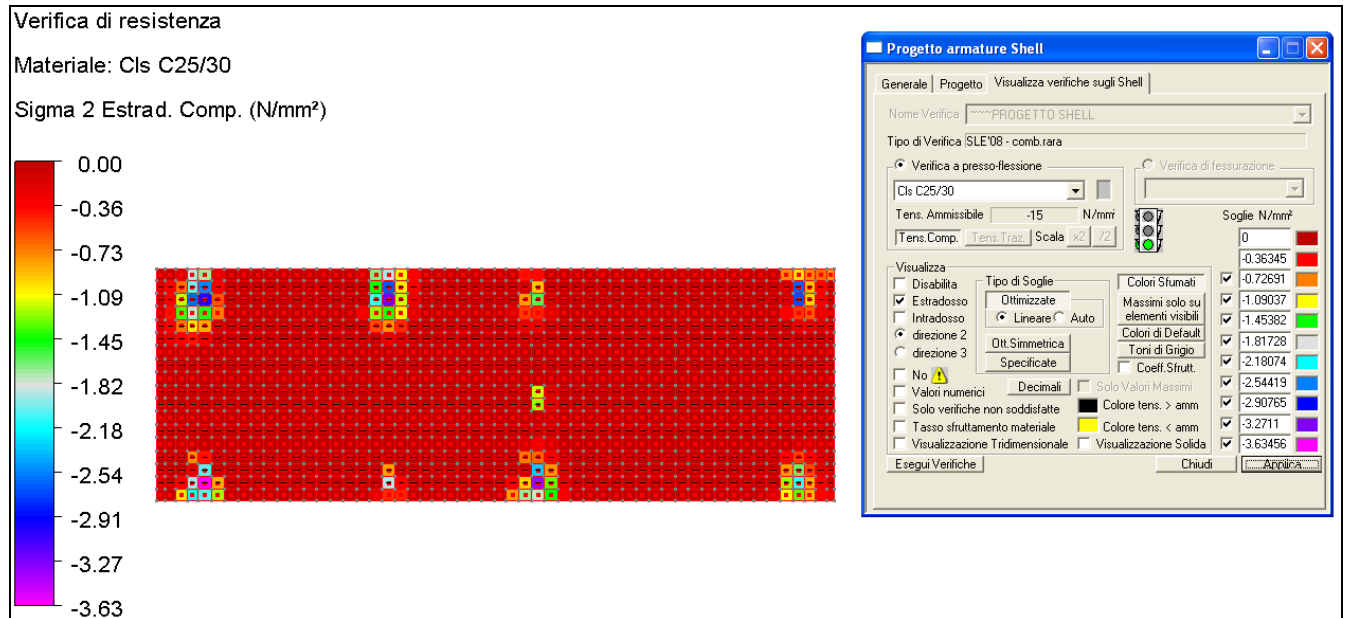 Verifica di resistenza
Materiale: Cls C25/30
Sigma 2 Estrad. Comp. (N/mm²)
0.00
-0.36
-0.73
-1.09
-1.45
-1.82
-2.18
-2.54
-2.91
-3.27
-3.63
Progetto armature Shell
Generale Progetto Visualizza verifiche sugli Shell
Nome Verifica ~~~PROGETTO SHELL
Tipo di Verifica SLE'08 - comb.rara
Verifica a presso-flessione
Verifica di fessurazione
Cls C25/30
Tens. Ammissibile -15 N/mm
Soglie N/mm²
Tens.Comp. Tens.Traz. Scala x2 /2
0
-0.36345
-0.72691
-1.09037
-1.45382
-1.81728
-2.18074
-2.54419
-2.90765
-3.2711
-3.63456
Visualizza
Disabilita
Estradosso
Intradosso
direzione 2
direzione 3
No
Valori numerici
Solo verifiche non soddisfatte
Tasso sfruttamento materiale
Visualizzazione Tridimensionale
Tipo di Soglie
Ottimizzate
Lineare Auto
Ott.Simmetrica
Specificate
Decimali
Colori Sfumati
Massimi solo su
elementi visibili
Colori di Default
Toni di Grigio
Coeff.Sfrutt.
Solo Valori Massimi
Colore tens. > amm
Colore tens. < amm
Visualizzazione Solida
Esegui Verifiche
Chiudi
Applica